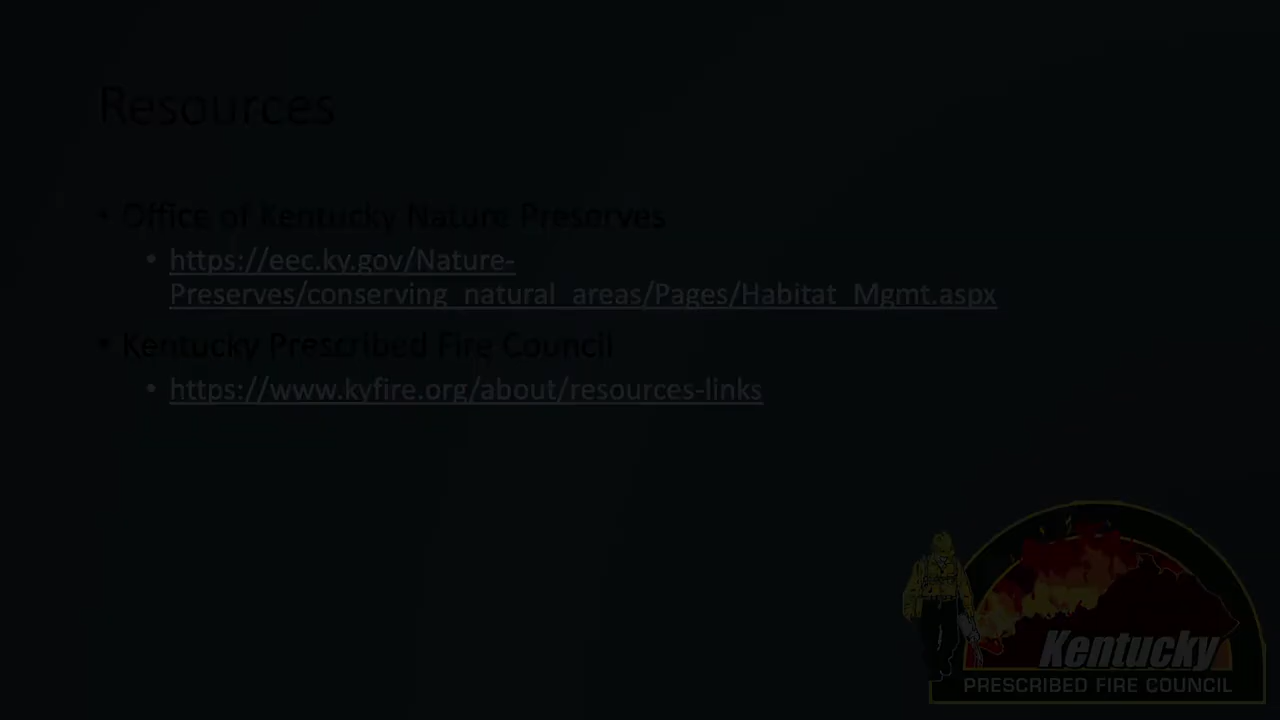 Resources
• Office of Kentucky Nature Preserves
• https://eec.ky.gov/Nature-
Preserves/conserving_natural_areas/Pages/Habitat_Mgmt.aspx
• Kentucky Prescribed Fire Council
• https://www.kyfire.org/about/resources-links
Kentucky
PRESCRIBED FIRE COUNCIL